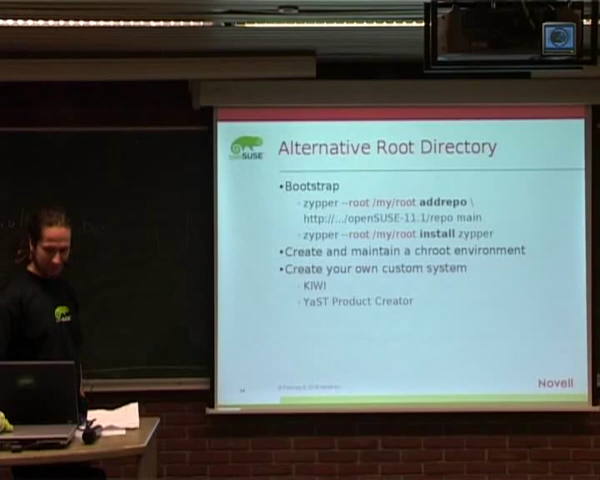 SUSE
Alternative Root Directory
•Bootstrap
- zypper --root /my/root addrepo \
http://.../openSUSE-11.1/repo main
- zypper --root /my/root install zypper
•Create and maintain a chroot environment
•Create your own custom system
- KIWI
- YaST Product Creator
Novell